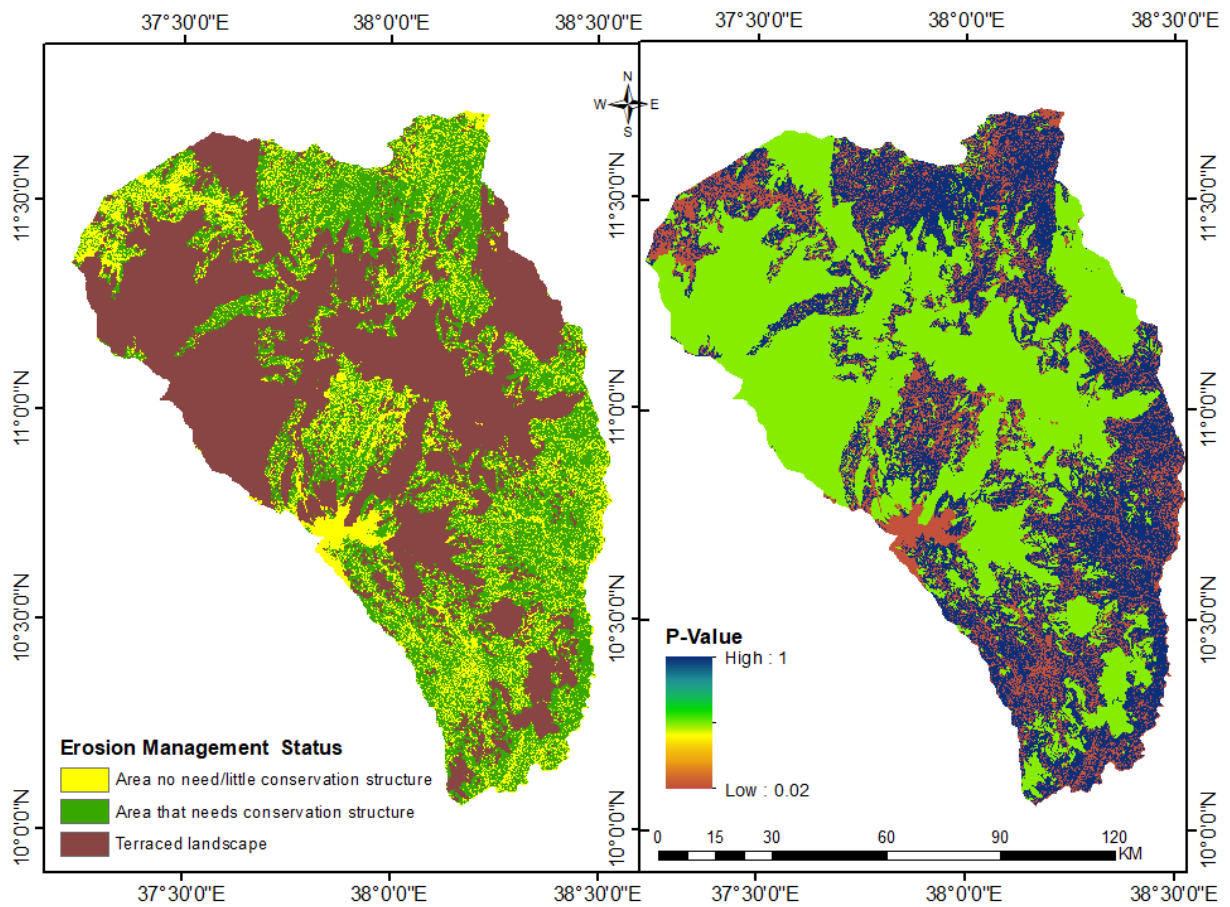 37°30'0"E 38°0'0"E 38°30'0"E
37°30'0"E 38°0'0"E 38°30'0"E
N
W E
S
11°30'0"N
11°0'0"N
10°30'0"N
10°0'0"N
11°30'0"N
11°0'0"N
10°30'0"N
10°0'0"N
Erosion Management Status
Area no need/little conservation structure
Area that needs conservation structure
Terraced landscape
P-Value
High : 1
Low : 0.02
0 15 30 60 90 120
KM
37°30'0"E 38°0'0"E 38°30'0"E
37°30'0"E 38°0'0"E 38°30'0"E